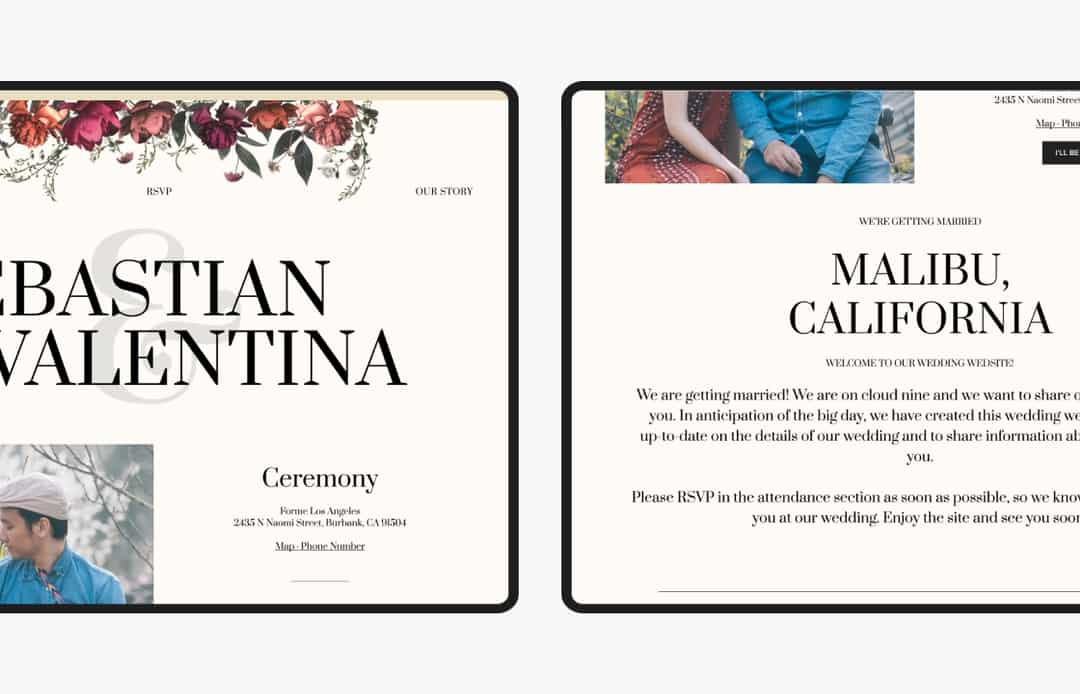 RSVP OUR STORY
&
EBASTIAN
VALENTINA
Ceremony
Forme Los Angeles
2435 N Naomi Street, Burbank, CA 91504
Map - Phone Number
2435 N Naomi Street
Map - Phon
I'LL BE
WE'RE GETTING MARRIED
MALIBU,
CALIFORNIA
WELCOME TO OUR WEDDING WEDSITE!
We are getting married! We are on cloud nine and we want to share o
you. In anticipation of the big day, we have created this wedding we
up-to-date on the details of our wedding and to share information ab
you.
Please RSVP in the attendance section as soon as possible, so we know
you at our wedding. Enjoy the site and see you soon